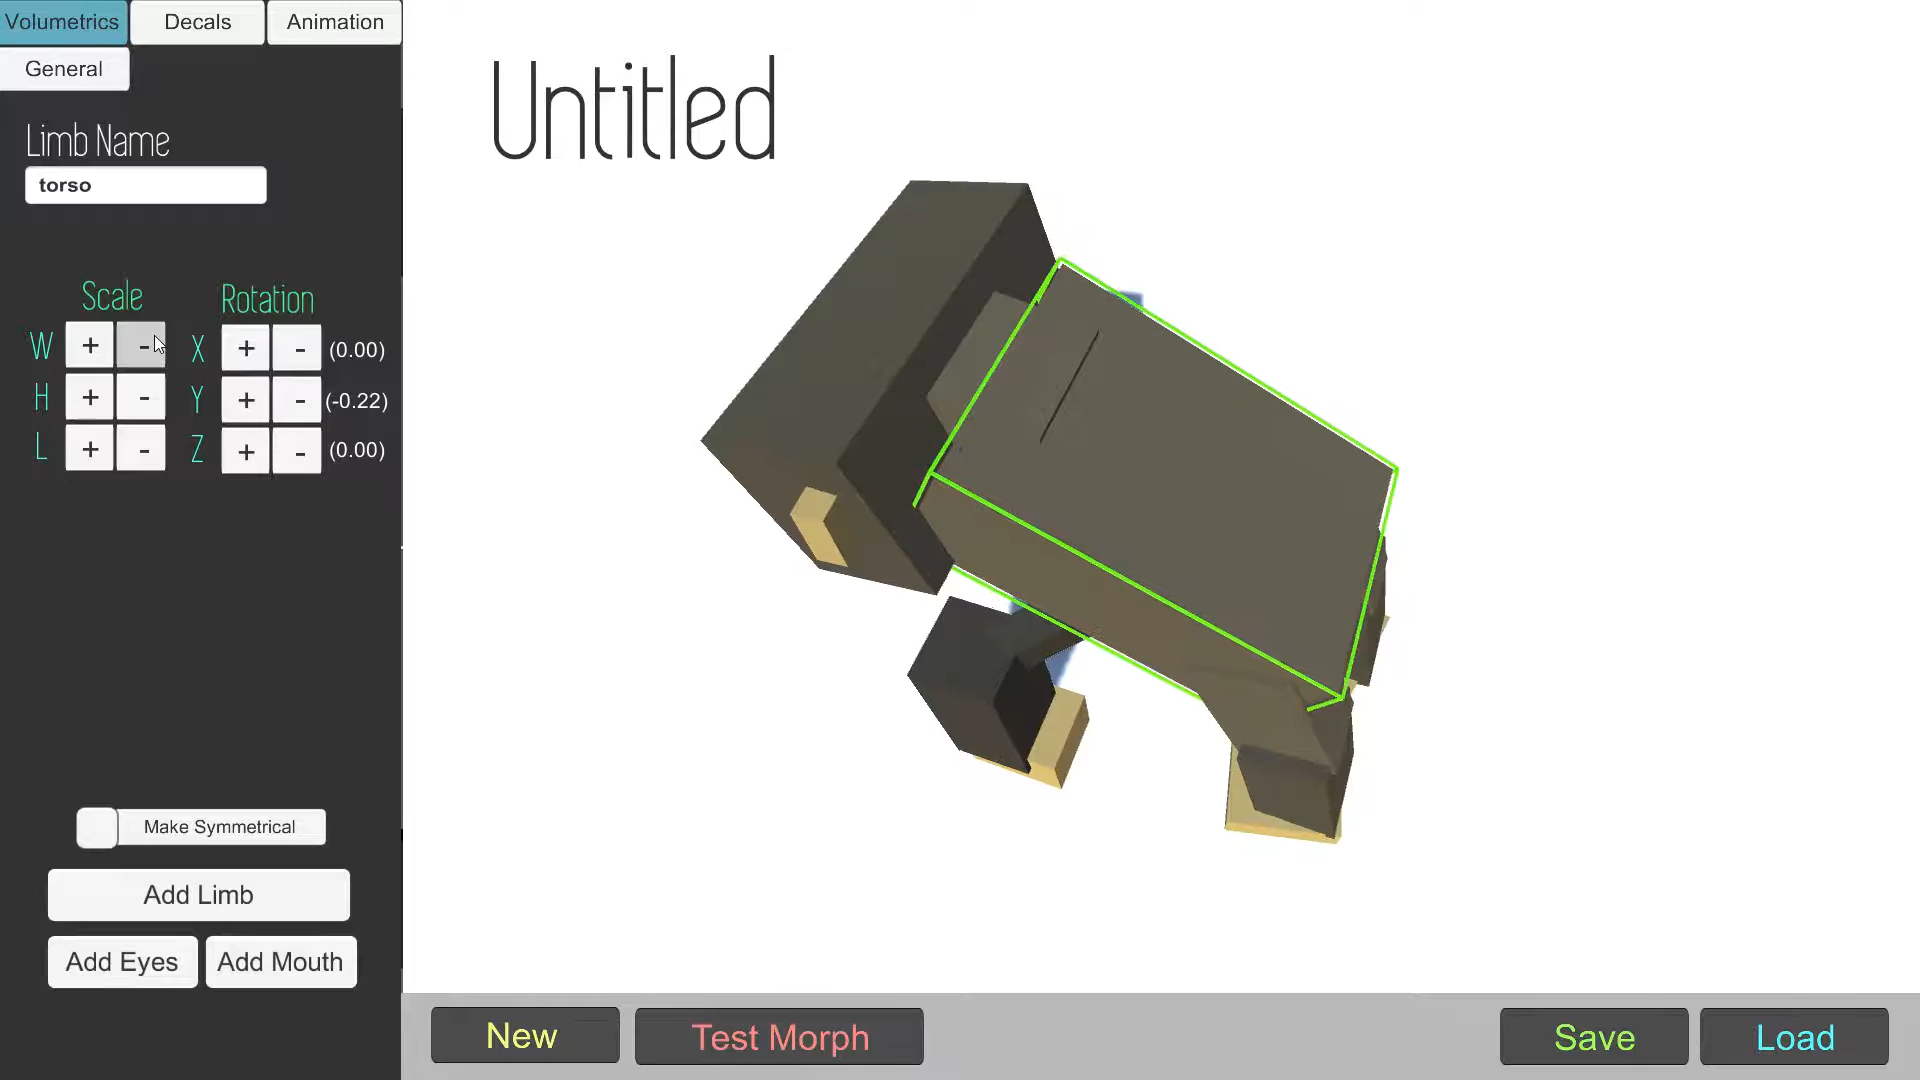 Volumetrics Decals Animation
General
Untitled
Limb Name
torso
Scale Rotation
W + - X + - (0.00)
H + - Y + - (-0.22)
L + - Z + - (0.00)
Make Symmetrical
Add Limb
Add Eyes Add Mouth
New Test Morph Save Load